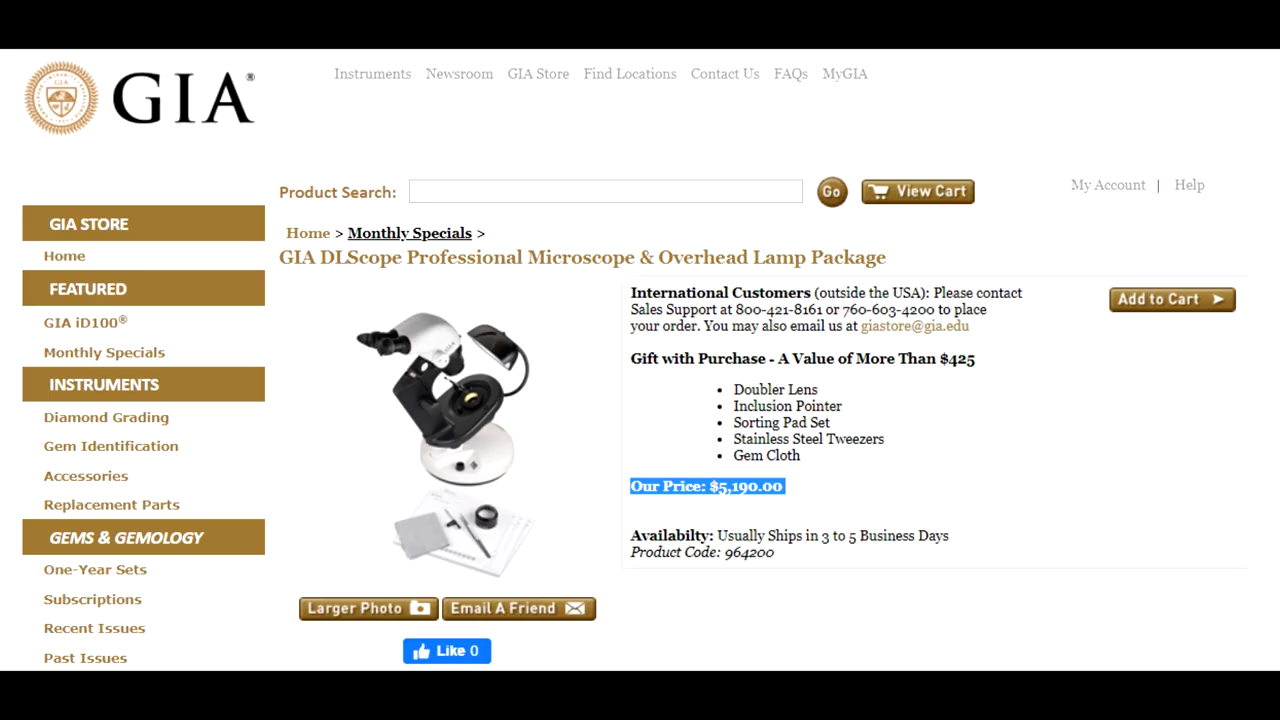 GIA®
Instruments Newsroom GIA Store Find Locations Contact Us FAQs MyGIA
Product Search: Go View Cart My Account | Help
GIA STORE
Home
FEATURED
GIA iD100®
Monthly Specials
INSTRUMENTS
Diamond Grading
Gem Identification
Accessories
Replacement Parts
GEMS & GEMOLOGY
One-Year Sets
Subscriptions
Recent Issues
Past Issues
Home > Monthly Specials >
GIA DLScope Professional Microscope & Overhead Lamp Package
Larger Photo Email A Friend
Like 0
International Customers (outside the USA): Please contact
Sales Support at 800-421-8161 or 760-603-4200 to place
your order. You may also email us at giastore@gia.edu
Gift with Purchase - A Value of More Than $425
• Doubler Lens
• Inclusion Pointer
• Sorting Pad Set
• Stainless Steel Tweezers
• Gem Cloth
Our Price: $5,190.00
Availabilty: Usually Ships in 3 to 5 Business Days
Product Code: 964200
Add to Cart